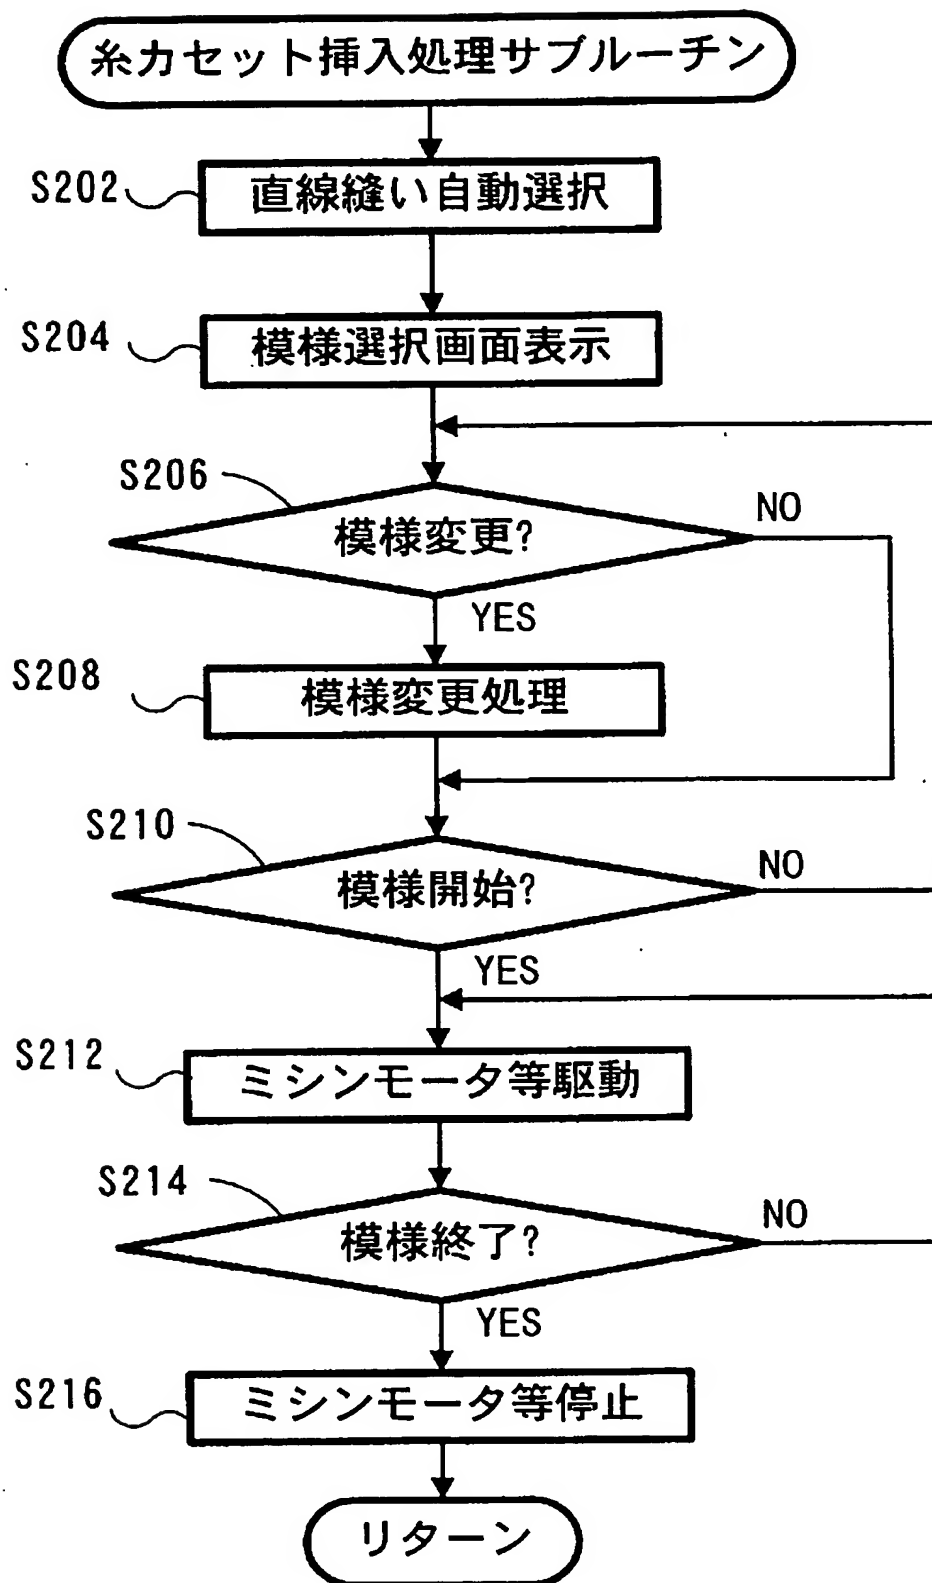 糸カセット挿入処理サブルーチン
S202
直線縫い自動選択
S204
模様選択画面表示
S206
模様変更?
NO
YES
S208
模様変更処理
S210
模様開始?
NO
YES
S212
ミシンモータ等駆動
S214
模様終了?
NO
YES
S216
ミシンモータ等停止
リターン